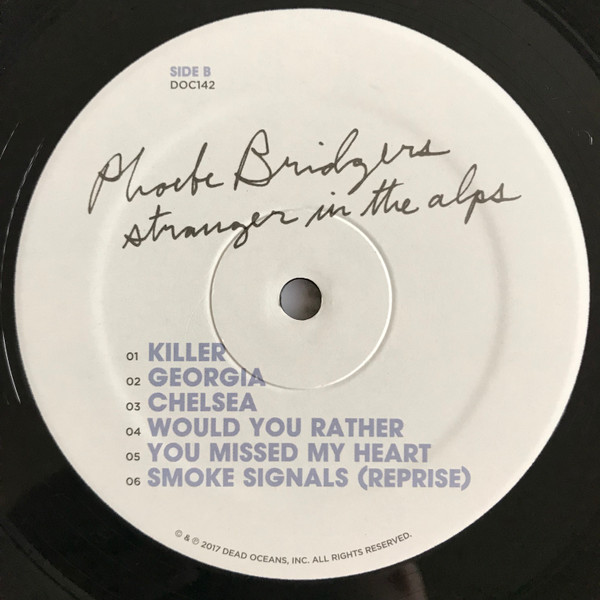 SIDE B
DOC142
Phoebe Bridgers
stranger in the alps
01 KILLER
02 GEORGIA
03 CHELSEA
04 WOULD YOU RATHER
05 YOU MISSED MY HEART
06 SMOKE SIGNALS (REPRISE)
© & ℗ 2017 DEAD OCEANS, INC. ALL RIGHTS RESERVED.